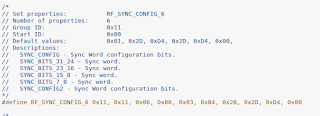 /*
// Set properties: RF_SYNC_CONFIG_6
// Number of properties: 6
// Group ID: 0x11
// Start ID: 0x00
// Default values: 0x01, 0x2D, 0xD4, 0x2D, 0xD4, 0x00,
// Descriptions:
// SYNC_CONFIG - Sync Word configuration bits.
// SYNC_BITS_31_24 - Sync word.
// SYNC_BITS_23_16 - Sync word.
// SYNC_BITS_15_8 - Sync word.
// SYNC_BITS_7_0 - Sync word.
// SYNC_CONFIG2 - Sync Word configuration bits.
*/
#define RF_SYNC_CONFIG_6 0x11, 0x11, 0x06, 0x00, 0x03, 0xB4, 0x2B, 0x2D, 0xD4, 0x00
/*